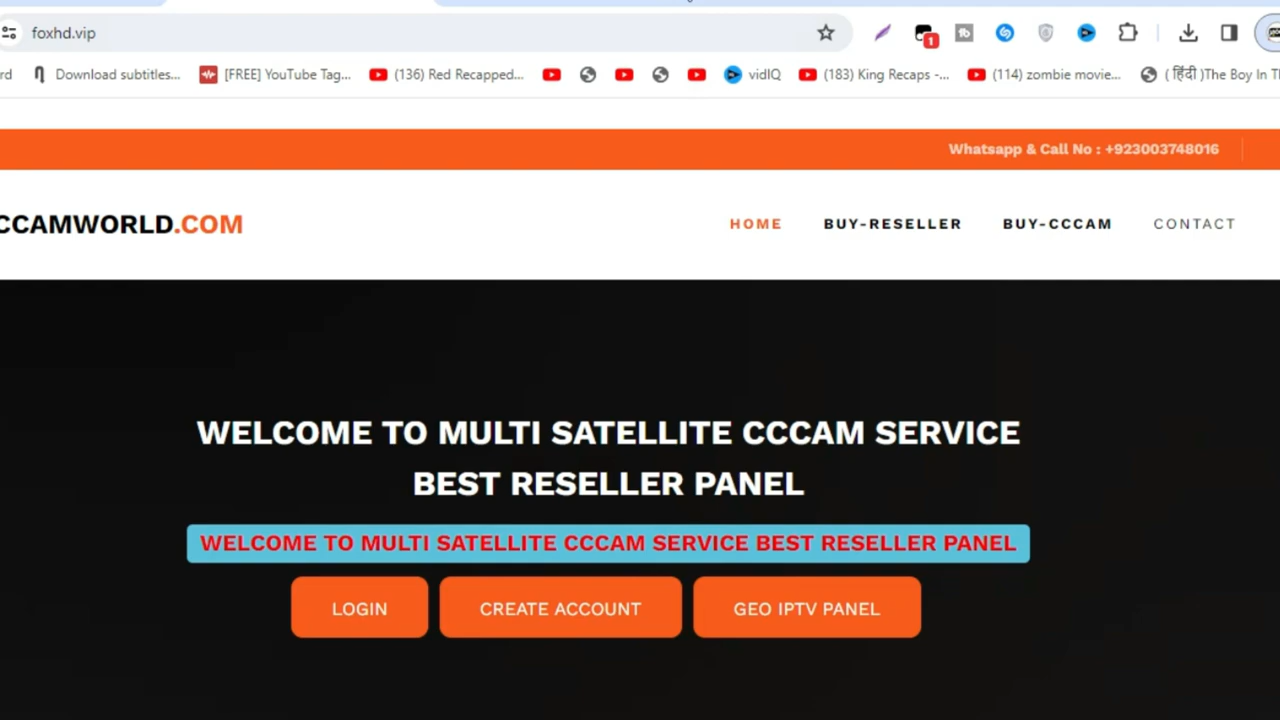 foxhd.vip
1
rd
Download subtitles...
[FREE] YouTube Tag...
(136) Red Recapped...
vidIQ
(183) King Recaps -...
(114) zombie movie...
( हिंदी )The Boy In Th
Whatsapp & Call No : +923003748016
CCAMWORLD.COM
HOME
BUY-RESELLER
BUY-CCCAM
CONTACT
WELCOME TO MULTI SATELLITE CCCAM SERVICE
BEST RESELLER PANEL
WELCOME TO MULTI SATELLITE CCCAM SERVICE BEST RESELLER PANEL
LOGIN
CREATE ACCOUNT
GEO IPTV PANEL